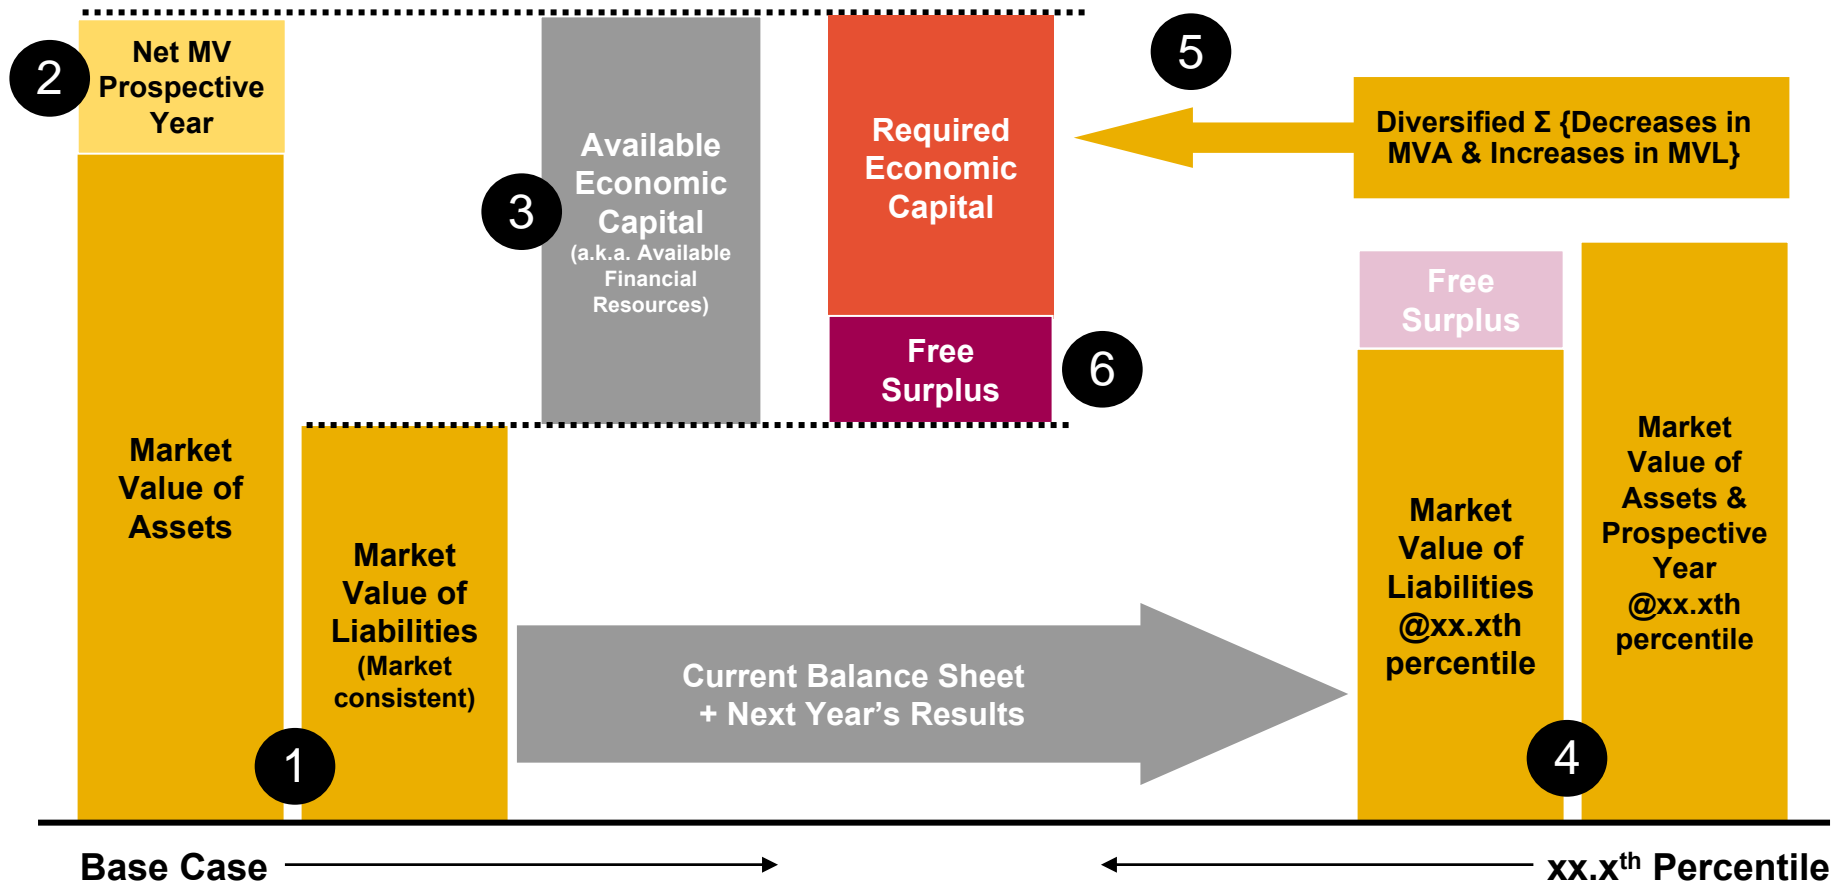 2
Net MV
Prospective
Year
Market
Value of
Assets
1
Market
Value of
Liabilities
(Market
consistent)
3
Available
Economic
Capital
(a.k.a. Available
Financial
Resources)
Required
Economic
Capital
Free
Surplus
6
5
Diversified Σ {Decreases in
MVA & Increases in MVL}
Free
Surplus
Market
Value of
Liabilities
@xx.xth
percentile
4
Market
Value of
Assets &
Prospective
Year
@xx.xth
percentile
Current Balance Sheet
+ Next Year’s Results
Base Case
xx.xth Percentile